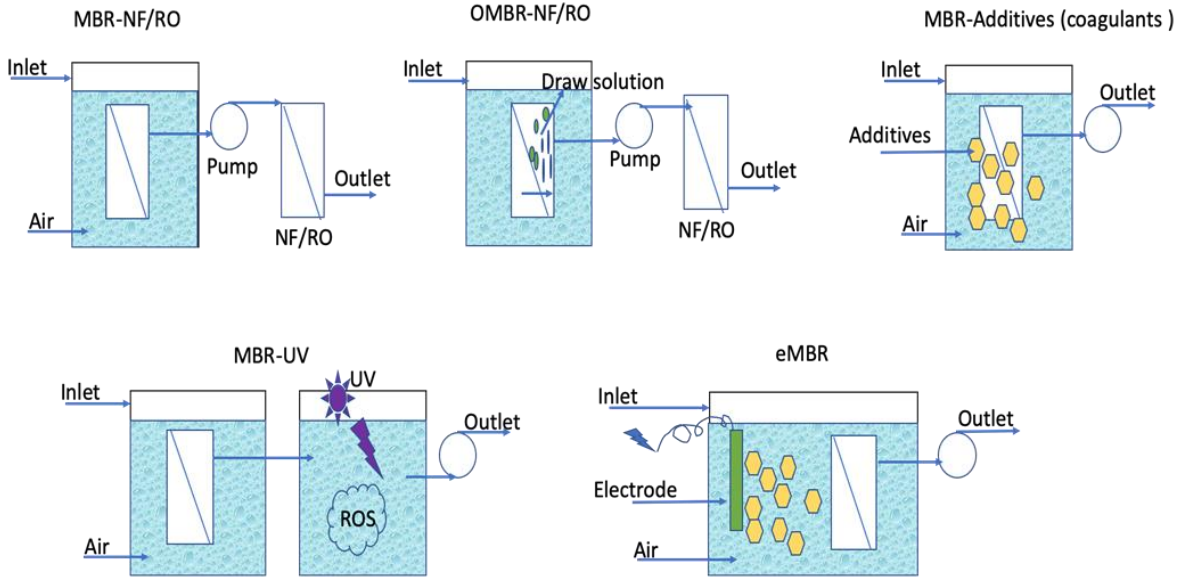 MBR-NF/RO
Inlet
Air
Pump
Outlet
NF/RO
OMBR-NF/RO
Inlet
Draw solution
Pump
Outlet
NF/RO
MBR-Additives (coagulants )
Inlet
Outlet
Additives
Air
MBR-UV
Inlet
UV
Outlet
ROS
Air
eMBR
Inlet
Outlet
Electrode
Air